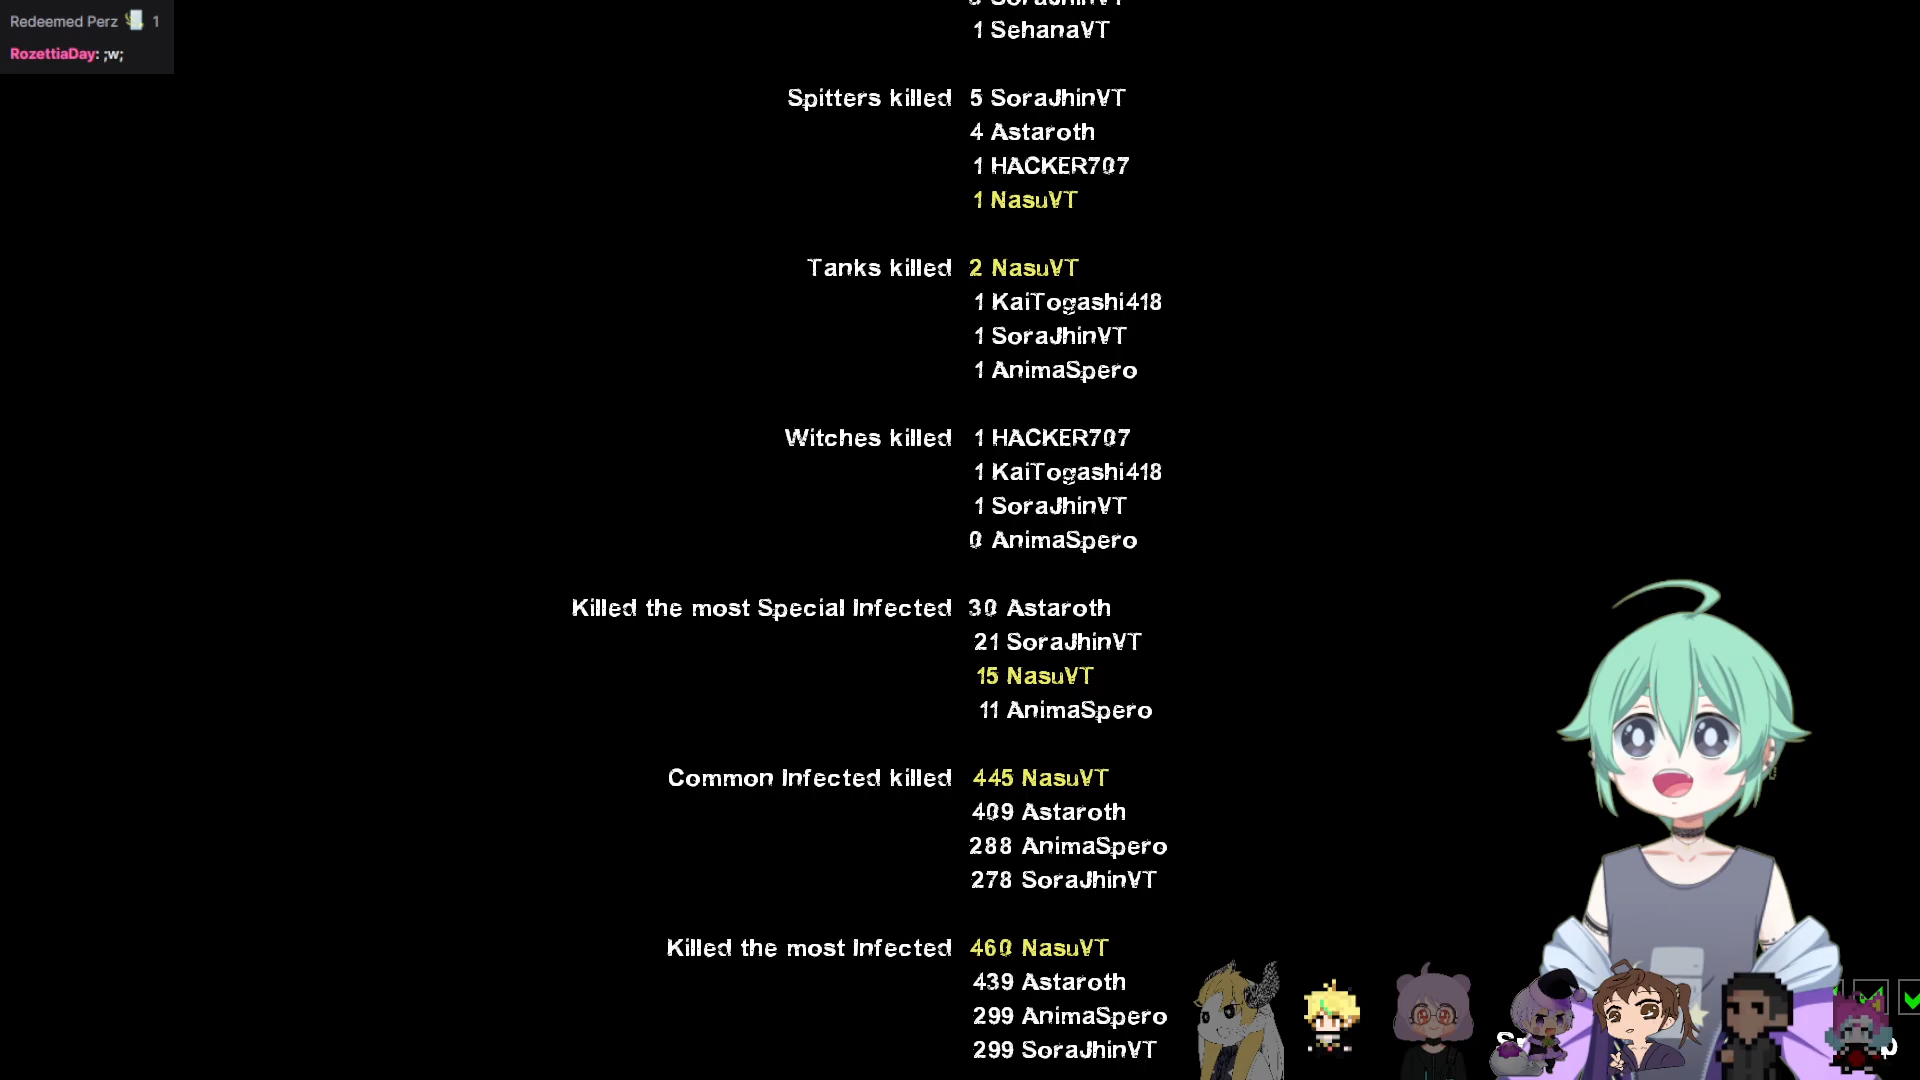 Redeemed Perz 1
RozettiaDay: ;w;
SoraJhinVT
1 SehanaVT
Spitters killed 5 SoraJhinVT
4 Astaroth
1 HACKER707
1 NasuVT
Tanks killed 2 NasuVT
1 KaiTogashi418
1 SoraJhinVT
1 AnimaSpero
Witches killed 1 HACKER707
1 KaiTogashi418
1 SoraJhinVT
0 AnimaSpero
Killed the most Special Infected 30 Astaroth
21 SoraJhinVT
15 NasuVT
11 AnimaSpero
Common Infected killed 445 NasuVT
409 Astaroth
288 AnimaSpero
278 SoraJhinVT
Killed the most Infected 460 NasuVT
439 Astaroth
299 AnimaSpero
299 SoraJhinVT